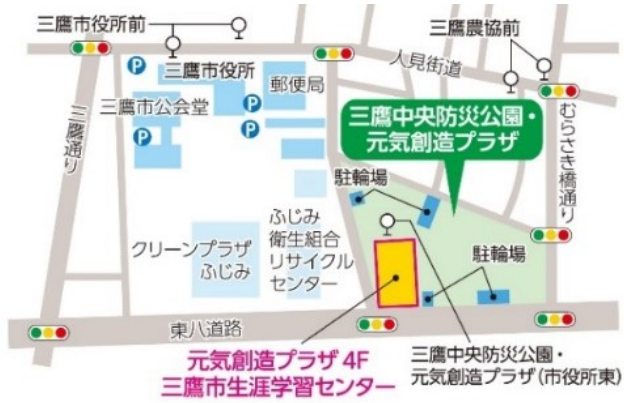 三鷹市役所前
三鷹農協前
人見街道
P
三鷹市役所
郵便局
三鷹市公会堂
P
P
P
三鷹通り
むらさき橋通り
三鷹中央防災公園・
元気創造プラザ
駐輪場
ふじみ
衛生組合
リサイクル
センター
クリーンプラザ
ふじみ
駐輪場
東八道路
元気創造プラザ 4F
三鷹市生涯学習センター
三鷹中央防災公園・
元気創造プラザ(市役所東)